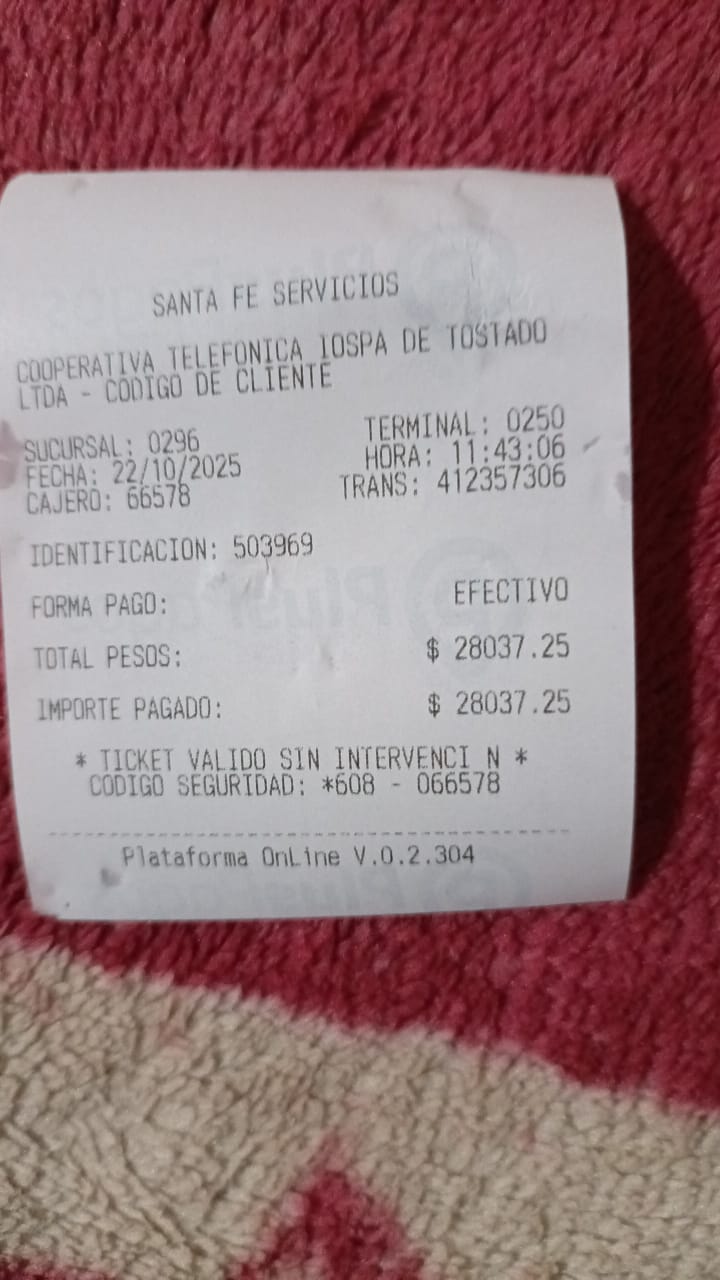 SANTA FE SERVICIOS
COOPERATIVA TELEFONICA IOSPA DE TOSTADO
LTDA - CODIGO DE CLIENTE
SUCURSAL: 0296 TERMINAL: 0250
FECHA: 22/10/2025 HORA: 11:43:06
CAJERO: 66578 TRANS: 412357306
IDENTIFICACION: 503969
FORMA PAGO: EFECTIVO
TOTAL PESOS: $ 28037.25
IMPORTE PAGADO: $ 28037.25
* TICKET VALIDO SIN INTERVENCI N *
CODIGO SEGURIDAD: *608 - 066578
Plataforma OnLine V.0.2.304